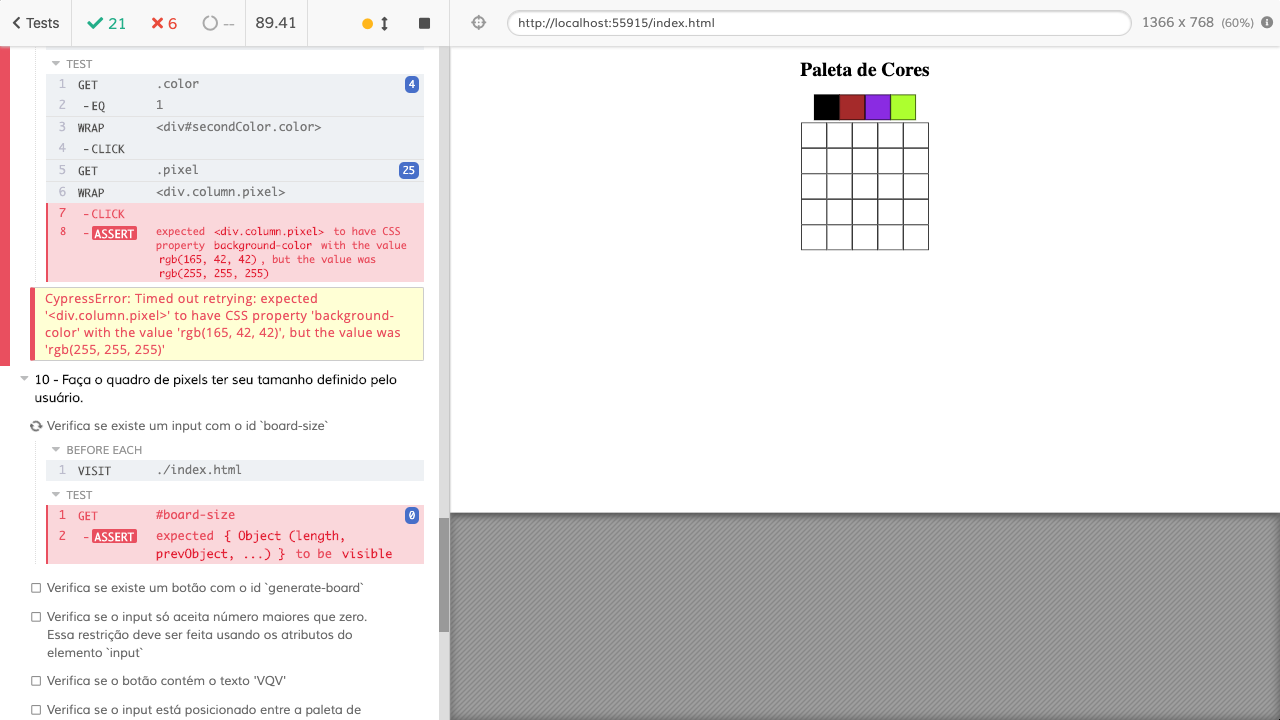 Tests
21
6
--
89.41
http://localhost:55915/index.html
1366 x 768 (60%)
TEST
1 GET .color 4
2 - EQ 1
3 WRAP <div#secondColor.color>
4 - CLICK
5 GET .pixel 25
6 WRAP <div.column.pixel>
7 - CLICK
8 - ASSERT expected <div.column.pixel> to have CSS
property background-color with the value
rgb(165, 42, 42), but the value was
rgb(255, 255, 255)
CypressError: Timed out retrying: expected
'<div.column.pixel>' to have CSS property 'background-
color' with the value 'rgb(165, 42, 42)', but the value was
'rgb(255, 255, 255)'
10 - Faça o quadro de pixels ter seu tamanho definido pelo
usuário.
Verifica se existe um input com o id `board-size`
BEFORE EACH
1 VISIT ./index.html
TEST
1 GET #board-size 0
2 - ASSERT expected { Object (length,
prevObject, ...) } to be visible
Verifica se existe um botão com o id `generate-board`
Verifica se o input só aceita número maiores que zero.
Essa restrição deve ser feita usando os atributos do
elemento `input`
Verifica se o botão contém o texto 'VQV'
Verifica se o input está posicionado entre a paleta de
Paleta de Cores